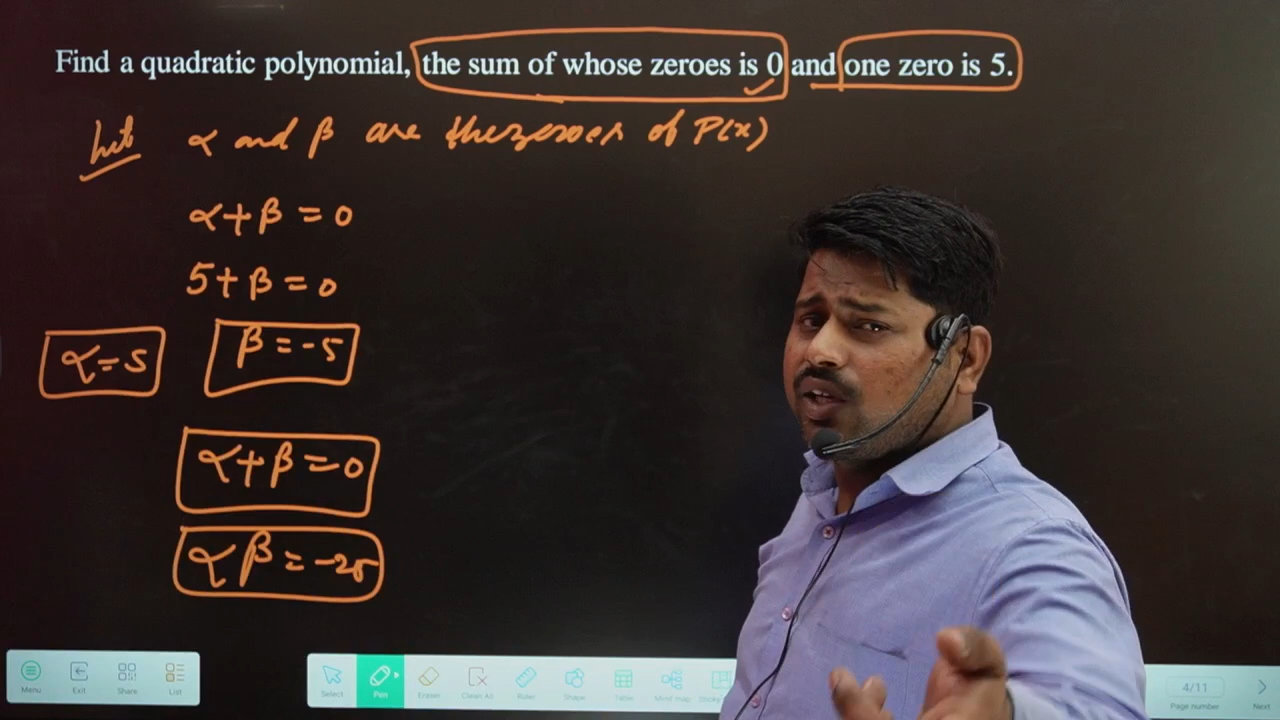 Find a quadratic polynomial, the sum of whose zeroes is 0 and one zero is 5.
Let α and β are the zeroes of P(x)
α+β=0
5+β=0
α=5 β=-5
α+β=0
αβ=-25
Menu Exit Share List Select Pen Eraser Clean All Ruler Shape Table Mind map Sticky 4/11 Page number Next